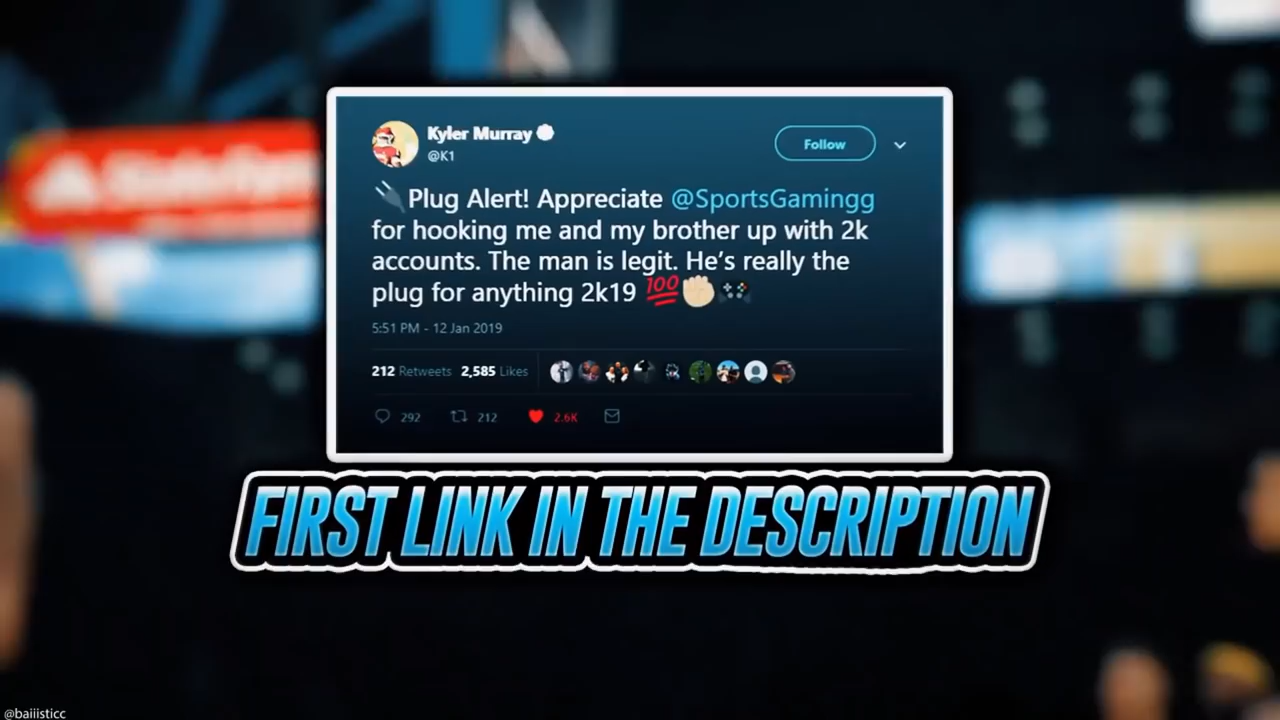 Kyler Murray
@K1
Follow
Plug Alert! Appreciate @SportsGamingg
for hooking me and my brother up with 2k
accounts. The man is legit. He's really the
plug for anything 2k19 💯✊🏼🎮
5:51 PM - 12 Jan 2019
212 Retweets 2,585 Likes
292 212 2.6K
FIRST LINK IN THE DESCRIPTION
@baiiisticc